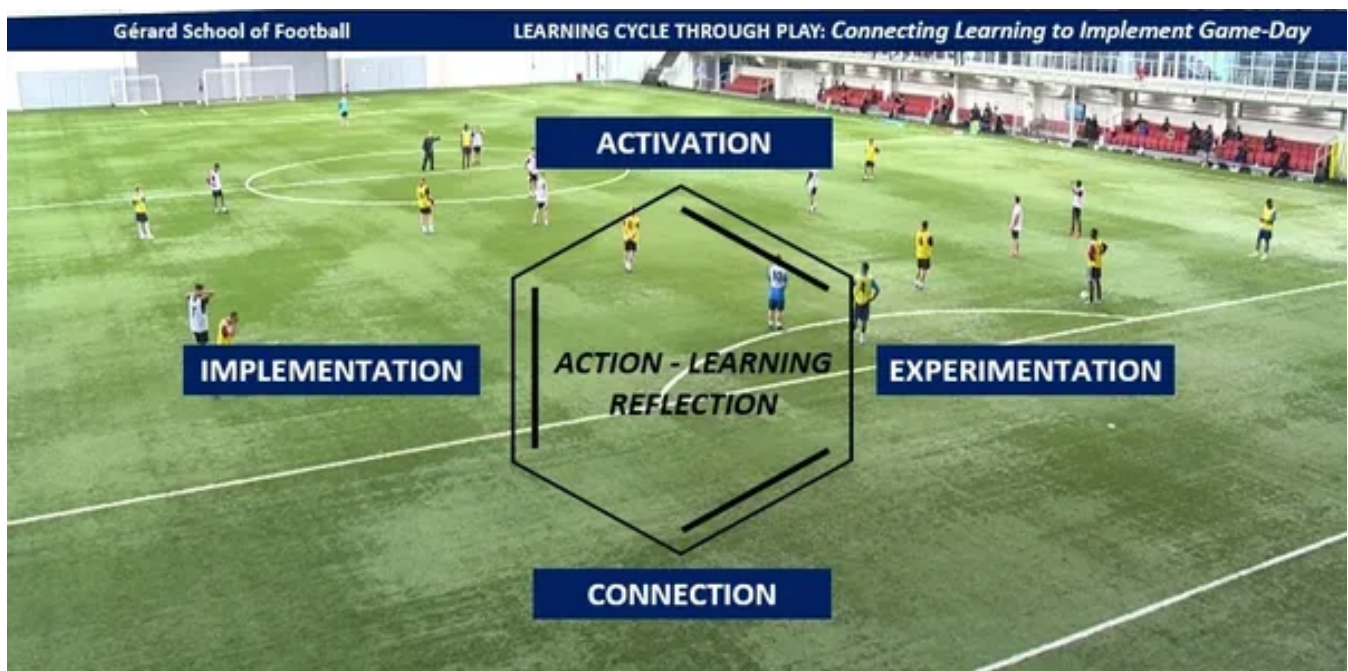 Gérard School of Football
LEARNING CYCLE THROUGH PLAY: Connecting Learning to Implement Game-Day
ACTIVATION
IMPLEMENTATION
ACTION - LEARNING
REFLECTION
EXPERIMENTATION
CONNECTION